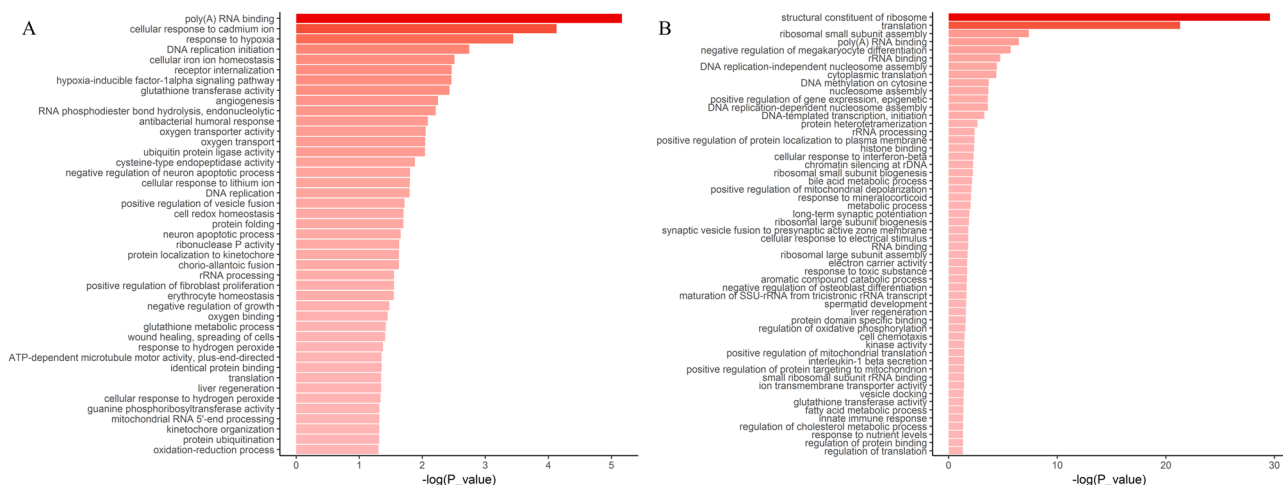 A
poly(A) RNA binding
cellular response to cadmium ion
response to hypoxia
DNA replication initiation
cellular iron ion homeostasis
receptor internalization
hypoxia-inducible factor-1alpha signaling pathway
glutathione transferase activity
angiogenesis
RNA phosphodiester bond hydrolysis, endonucleolytic
antibacterial humoral response
oxygen transporter activity
oxygen transport
ubiquitin protein ligase activity
cysteine-type endopeptidase activity
negative regulation of neuron apoptotic process
cellular response to lithium ion
DNA replication
positive regulation of vesicle fusion
cell redox homeostasis
protein folding
neuron apoptotic process
ribonuclease P activity
protein localization to kinetochore
chorio-allantoic fusion
rRNA processing
positive regulation of fibroblast proliferation
erythrocyte homeostasis
negative regulation of growth
oxygen binding
glutathione metabolic process
wound healing, spreading of cells
response to hydrogen peroxide
ATP-dependent microtubule motor activity, plus-end-directed
identical protein binding
translation
liver regeneration
cellular response to hydrogen peroxide
guanine phosphoribosyltransferase activity
mitochondrial RNA 5'-end processing
kinetochore organization
protein ubiquitination
oxidation-reduction process
0 1 2 3 4 5
-log(P_value)
B
structural constituent of ribosome
translation
ribosomal small subunit assembly
poly(A) RNA binding
negative regulation of megakaryocyte differentiation
rRNA binding
DNA replication-independent nucleosome assembly
cytoplasmic translation
DNA methylation on cytosine
nucleosome assembly
positive regulation of gene expression, epigenetic
DNA replication-dependent nucleosome assembly
DNA-templated transcription, initiation
protein heterotetramerization
rRNA processing
positive regulation of protein localization to plasma membrane
histone binding
cellular response to interferon-beta
chromatin silencing at rDNA
ribosomal small subunit biogenesis
bile acid metabolic process
positive regulation of mitochondrial depolarization
response to mineralocorticoid
metabolic process
long-term synaptic potentiation
ribosomal large subunit biogenesis
synaptic vesicle fusion to presynaptic active zone membrane
cellular response to electrical stimulus
RNA binding
ribosomal large subunit assembly
electron carrier activity
response to toxic substance
aromatic compound catabolic process
negative regulation of osteoblast differentiation
maturation of SSU-rRNA from tricistronic rRNA transcript
spermatid development
liver regeneration
protein domain specific binding
regulation of oxidative phosphorylation
cell chemotaxis
kinase activity
positive regulation of mitochondrial translation
interleukin-1 beta secretion
positive regulation of protein targeting to mitochondrion
small ribosomal subunit rRNA binding
ion transmembrane transporter activity
vesicle docking
glutathione transferase activity
fatty acid metabolic process
innate immune response
regulation of cholesterol metabolic process
response to nutrient levels
regulation of protein binding
regulation of translation
0 10 20 30
-log(P_value)